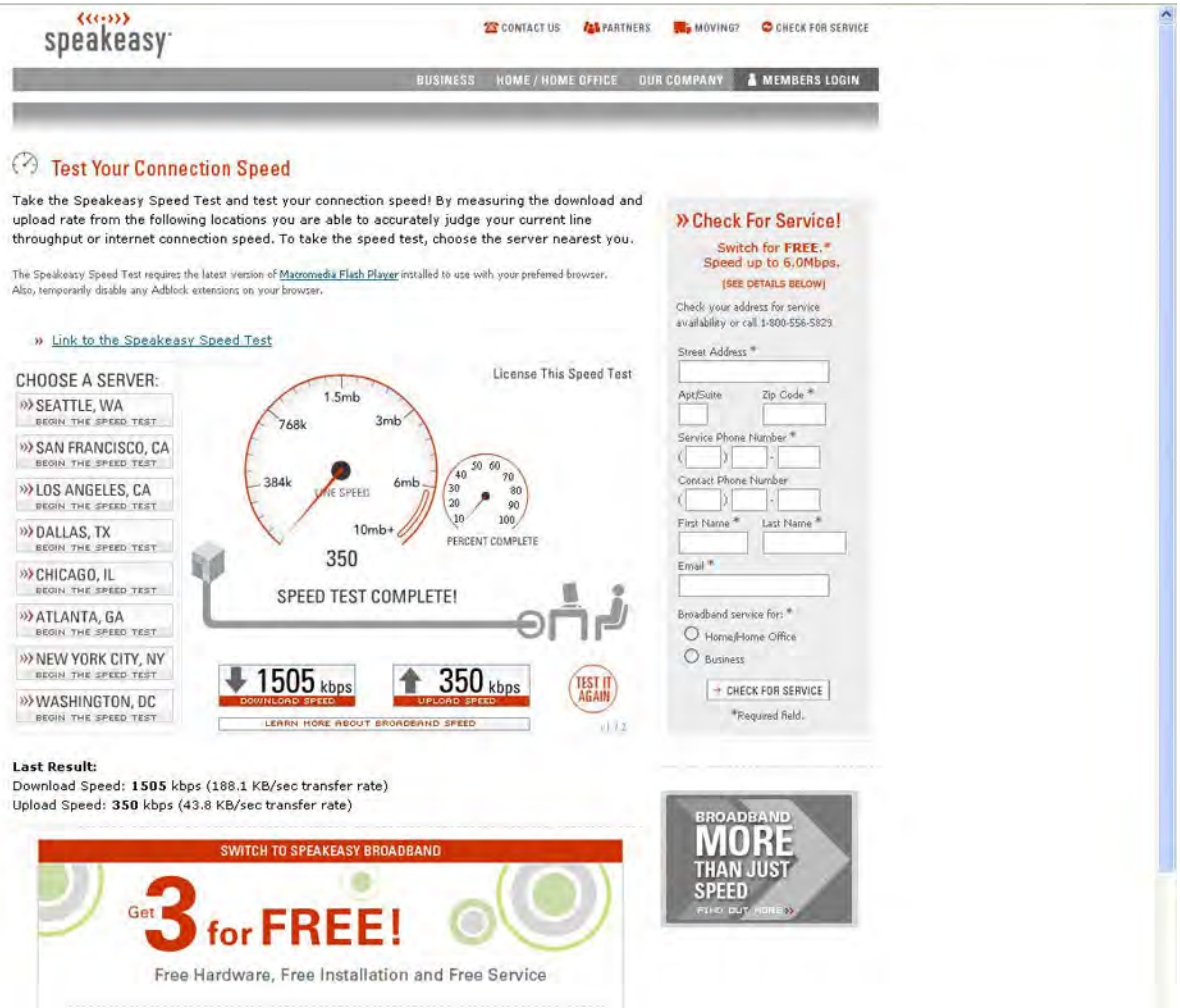 speakeasy
CONTACT US
PARTNERS
MOVING?
CHECK FOR SERVICE
BUSINESS
HOME / HOME OFFICE
OUR COMPANY
MEMBERS LOGIN
Test Your Connection Speed
Take the Speakeasy Speed Test and test your connection speed! By measuring the download and
upload rate from the following locations you are able to accurately judge your current line
throughput or internet connection speed. To take the speed test, choose the server nearest you.
The Speakeasy Speed Test requires the latest version of Macromedia Flash Player installed to use with your preferred browser.
Also, temporarily disable any Adblock extensions on your browser.
» Link to the Speakeasy Speed Test
CHOOSE A SERVER:
SEATTLE, WA
BEGIN THE SPEED TEST
SAN FRANCISCO, CA
BEGIN THE SPEED TEST
LOS ANGELES, CA
BEGIN THE SPEED TEST
DALLAS, TX
BEGIN THE SPEED TEST
CHICAGO, IL
BEGIN THE SPEED TEST
ATLANTA, GA
BEGIN THE SPEED TEST
NEW YORK CITY, NY
BEGIN THE SPEED TEST
WASHINGTON, DC
BEGIN THE SPEED TEST
License This Speed Test
384k
768k
1.5mb
3mb
6mb
10mb+
LINE SPEED
350
10
20
30
40
50
60
70
80
90
100
PERCENT COMPLETE
SPEED TEST COMPLETE!
1505 kbps
DOWNLOAD SPEED
350 kbps
UPLOAD SPEED
TEST IT
AGAIN
LEARN MORE ABOUT BROADBAND SPEED
Last Result:
Download Speed: 1505 kbps (188.1 KB/sec transfer rate)
Upload Speed: 350 kbps (43.8 KB/sec transfer rate)
SWITCH TO SPEAKEASY BROADBAND
Get 3 for FREE!
Free Hardware, Free Installation and Free Service
» Check For Service!
Switch for FREE.*
Speed up to 6.0Mbps.
[SEE DETAILS BELOW]
Check your address for service
availability or call 1-800-556-5829.
Street Address *
Apt/Suite
Zip Code *
Service Phone Number *
( ) -
Contact Phone Number
( ) -
First Name *
Last Name *
Email *
Broadband service for: *
Home/Home Office
Business
CHECK FOR SERVICE
*Required field.
BROADBAND
MORE
THAN JUST
SPEED
FIND OUT MORE »